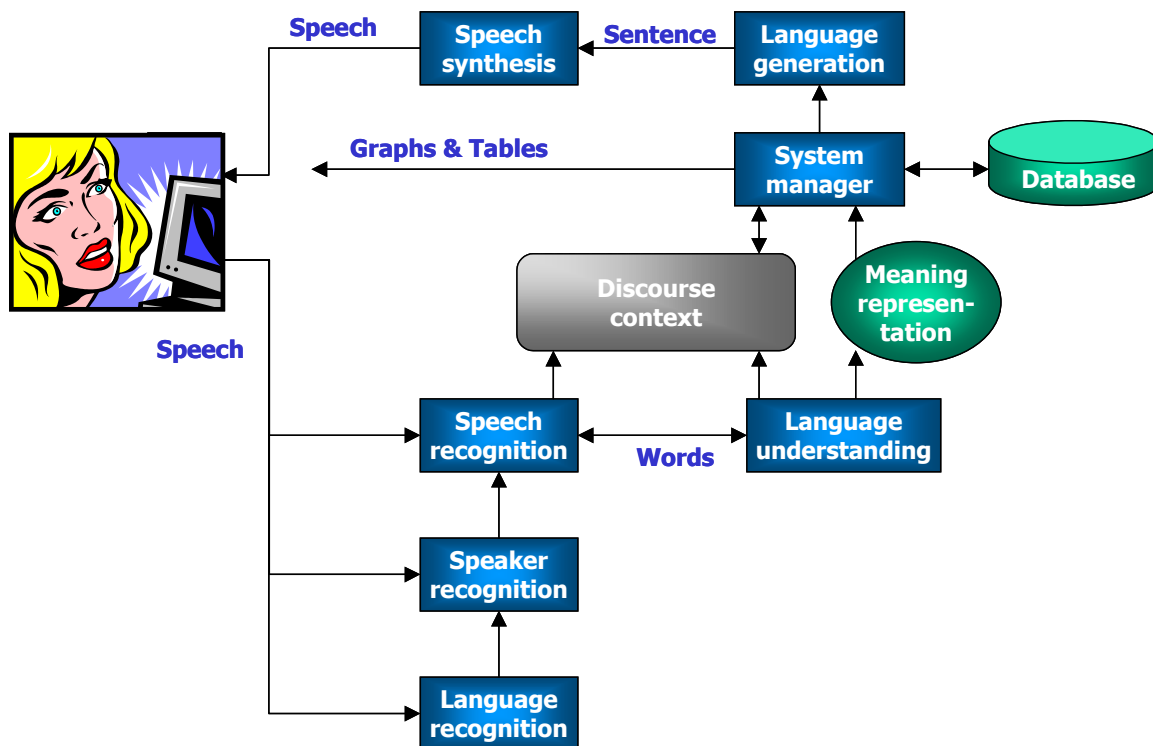 Speech
Speech
synthesis
Sentence
Language
generation
Graphs & Tables
System
manager
Database
Discourse
context
Meaning
represen-
tation
Speech
Speech
recognition
Words
Language
understanding
Speaker
recognition
Language
recognition